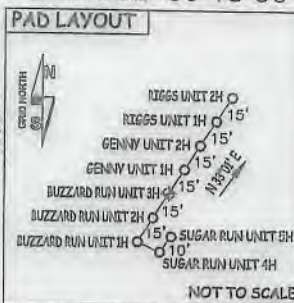 PAD LAYOUT
GRID NORTH
N
RIGGS UNIT 2H
15'
RIGGS UNIT 1H
15'
GENNY UNIT 2H
15'
GENNY UNIT 1H
15'
N 35°01' E
BUZZARD RUN UNIT 3H
15'
BUZZARD RUN UNIT 2H
15'
BUZZARD RUN UNIT 1H
SUGAR RUN UNIT 5H
10'
SUGAR RUN UNIT 4H
NOT TO SCALE